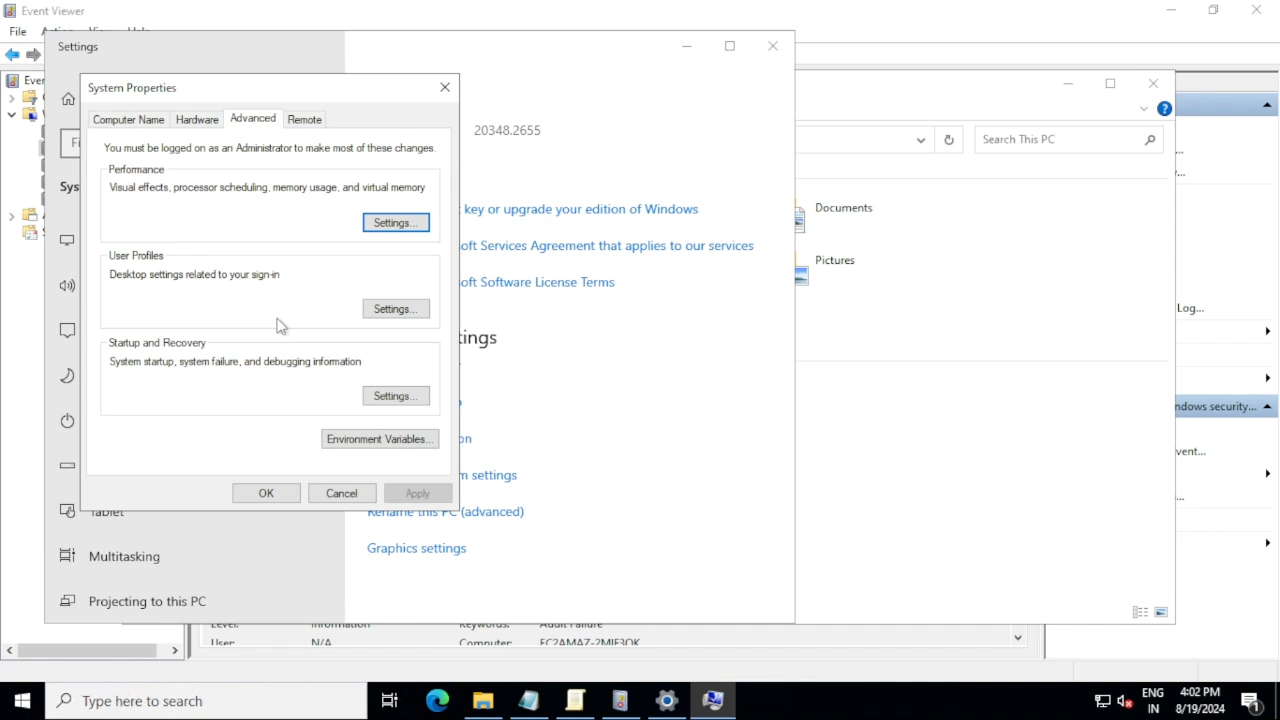 Event Viewer
File
Settings
System Properties
Computer Name
Hardware
Advanced
Remote
You must be logged on as an Administrator to make most of these changes.
Performance
Visual effects, processor scheduling, memory usage, and virtual memory
Settings...
User Profiles
Desktop settings related to your sign-in
Settings...
Startup and Recovery
System startup, system failure, and debugging information
Settings...
Environment Variables...
OK
Cancel
Apply
20348.2655
key or upgrade your edition of Windows
oft Services Agreement that applies to our services
oft Software License Terms
tings
on
m settings
Rename this PC (advanced)
Graphics settings
Tablet
Multitasking
Projecting to this PC
Search This PC
Documents
Pictures
Log...
ndows security...
vent...
Level:
Information
Keywords:
Audit Failure
User:
N/A
Computer:
EC2AMAZ-2MIF3QK
Type here to search
ENG
IN
4:02 PM
8/19/2024
1